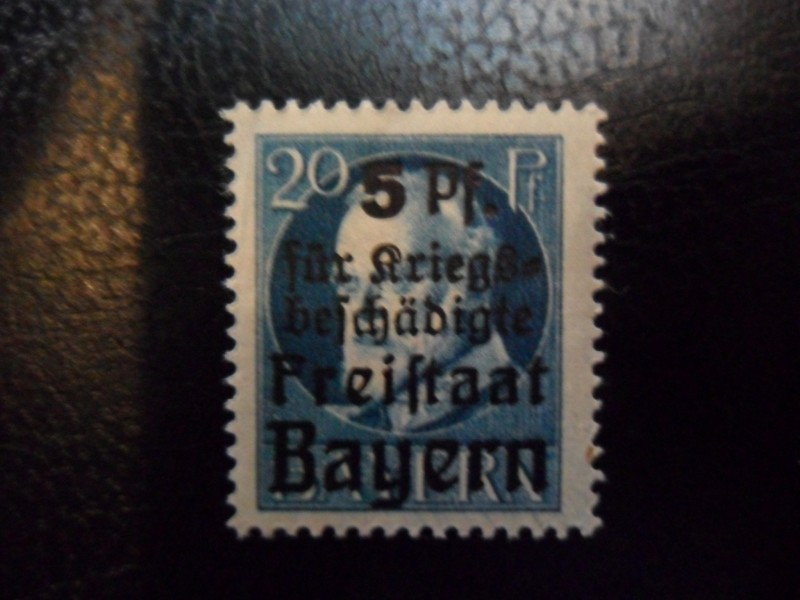 20 5 Pf. Pf
für Kriegs-
beschädigte
Freistaat
Bayern
BAYERN